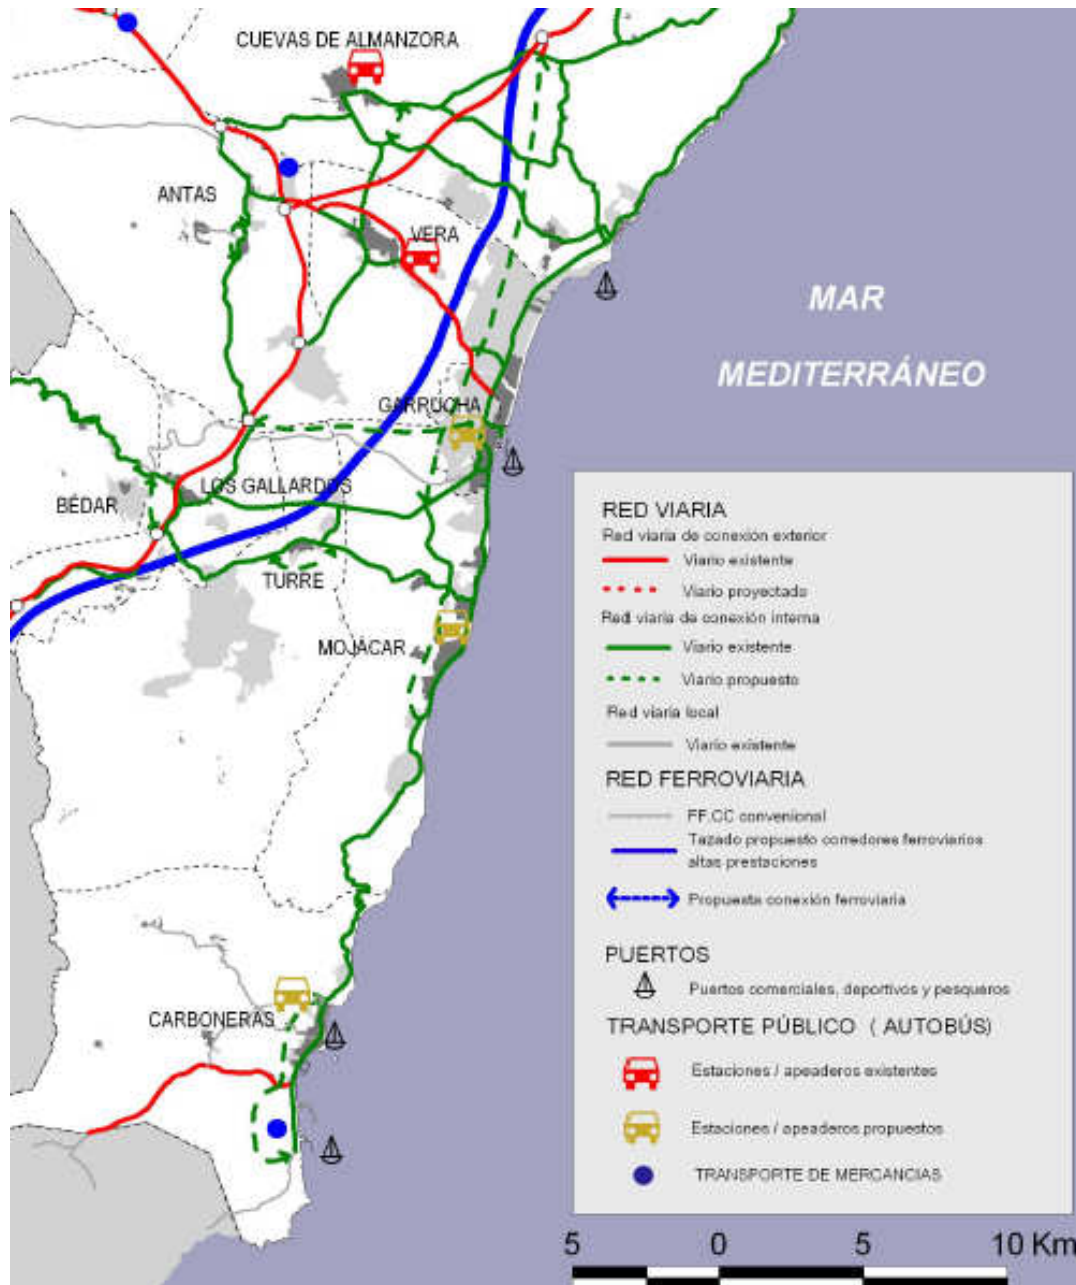 CUEVAS DE ALMANZORA
ANTAS
VERA
MAR
MEDITERRÁNEO
GARRUCHA
LOS GALLARDOS
BÉDAR
TURRE
MOJÁCAR
CARBONERAS
RED VIARIA
Red viaria de conexión exterior
Viario existente
Viario proyectado
Red viaria de conexión interna
Viario existente
Viario propuesto
Red viaria local
Viario existente
RED FERROVIARIA
FF.CC convenional
Tazado propuesto corredores ferroviarios
altas prestaciones
Propuesta conexión ferroviaria
PUERTOS
Puertos comerciales, deportivos y pesqueros
TRANSPORTE PÚBLICO ( AUTOBÚS)
Estaciones / apeaderos existentes
Estaciones / apeaderos propuestos
TRANSPORTE DE MERCANCIAS
5 0 5 10 Km